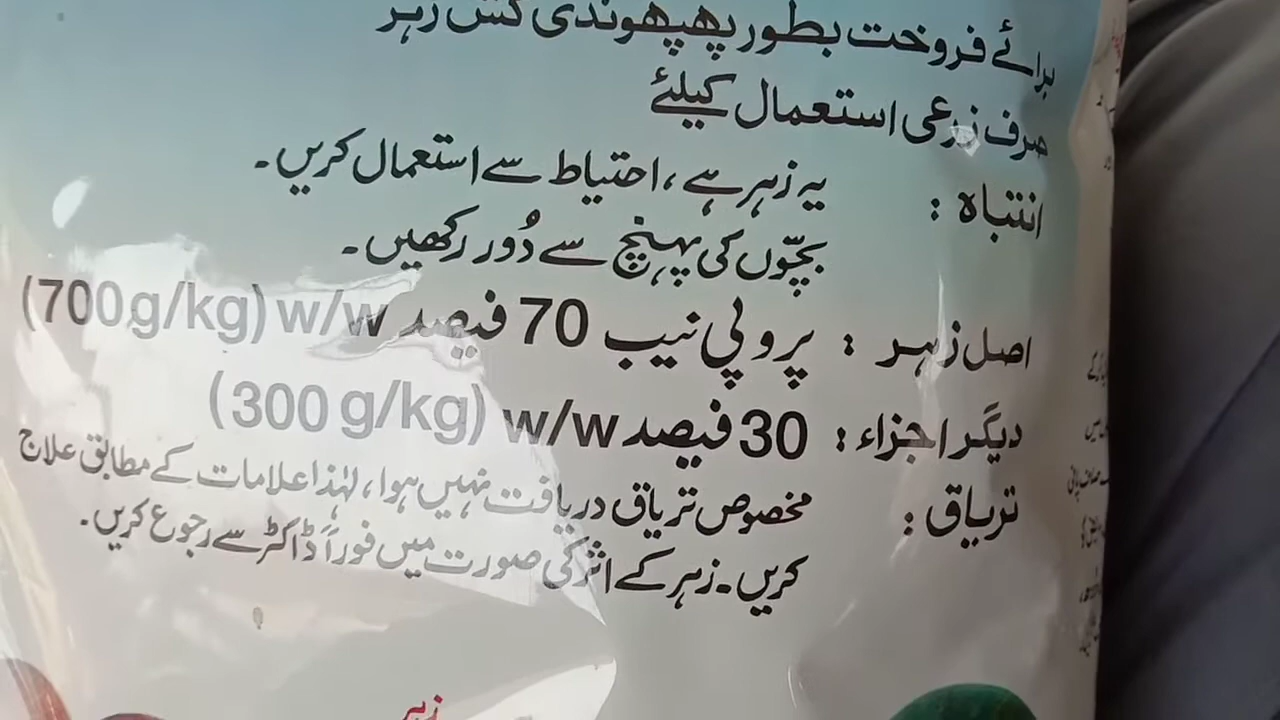 برائے فروخت بطور پھپھوندی کش زہر
صرف زرعی استعمال کیلئے
انتباہ : یہ زہر ہے، احتیاط سے استعمال کریں۔
بچّوں کی پہنچ سے دُور رکھیں۔
اصل زہر : پروپی نیب 70 فیصد w/w (700g/kg)
دیگر اجزاء : 30 فیصد w/w (300 g/kg)
تریاق : مخصوص تریاق دریافت نہیں ہوا، لہٰذا علامات کے مطابق علاج
کریں۔ زہر کے اثر کی صورت میں فوراً ڈاکٹر سے رجوع کریں۔
زہر